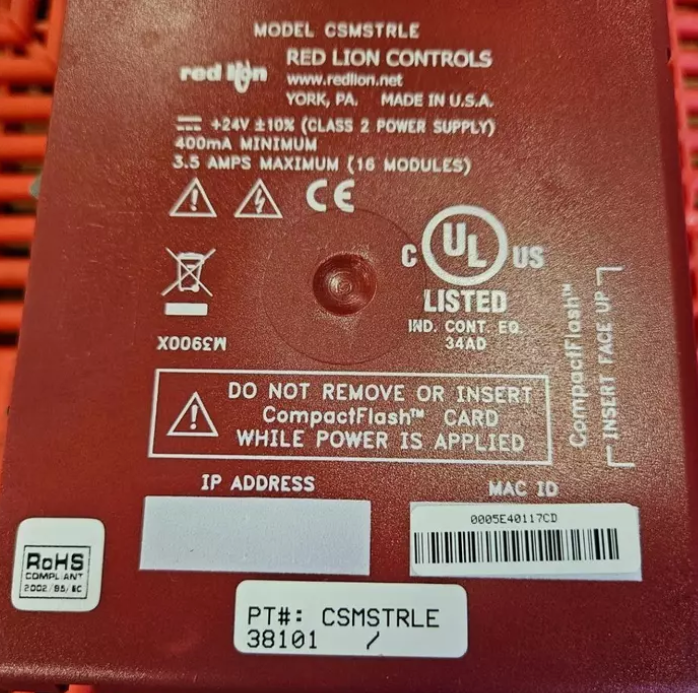 MODEL CSMSTRLE
red lion
RED LION CONTROLS
www.redlion.net
YORK, PA. MADE IN U.S.A.
+24V ±10% (CLASS 2 POWER SUPPLY)
400mA MINIMUM
3.5 AMPS MAXIMUM (16 MODULES)
CE
C UL US
LISTED
IND. CONT. EQ.
34AD
M3900X
CompactFlash™
INSERT FACE UP
DO NOT REMOVE OR INSERT
CompactFlash™ CARD
WHILE POWER IS APPLIED
IP ADDRESS
MAC ID
0005E40117CD
RoHS
COMPLIANT
2002/95/EC
PT#: CSMSTRLE
38101 /